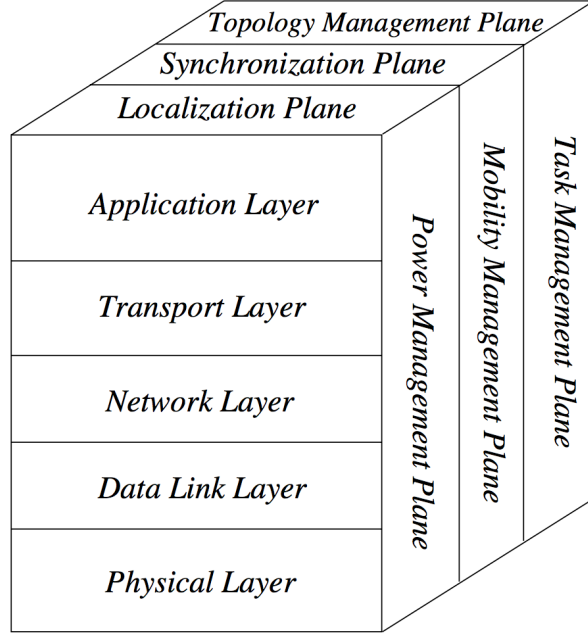 Topology Management Plane
Synchronization Plane
Localization Plane
Application Layer
Transport Layer
Network Layer
Data Link Layer
Physical Layer
Power Management Plane
Mobility Management Plane
Task Management Plane